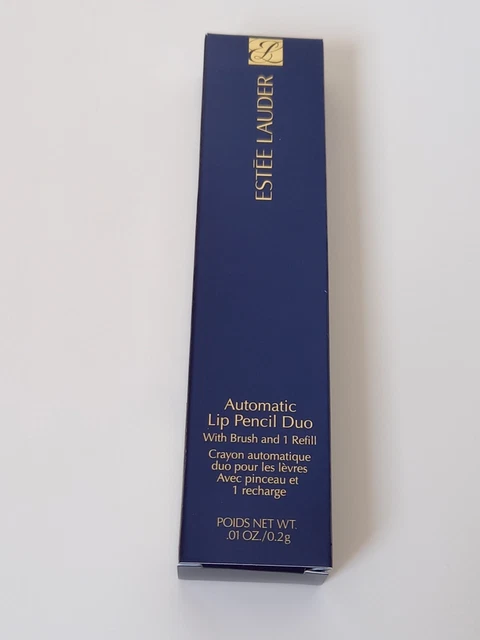 ESTĒE LAUDER
Automatic
Lip Pencil Duo
With Brush and 1 Refill
Crayon automatique
duo pour les lèvres
Avec pinceau et
1 recharge
POIDS NET WT.
.01 OZ./0.2g